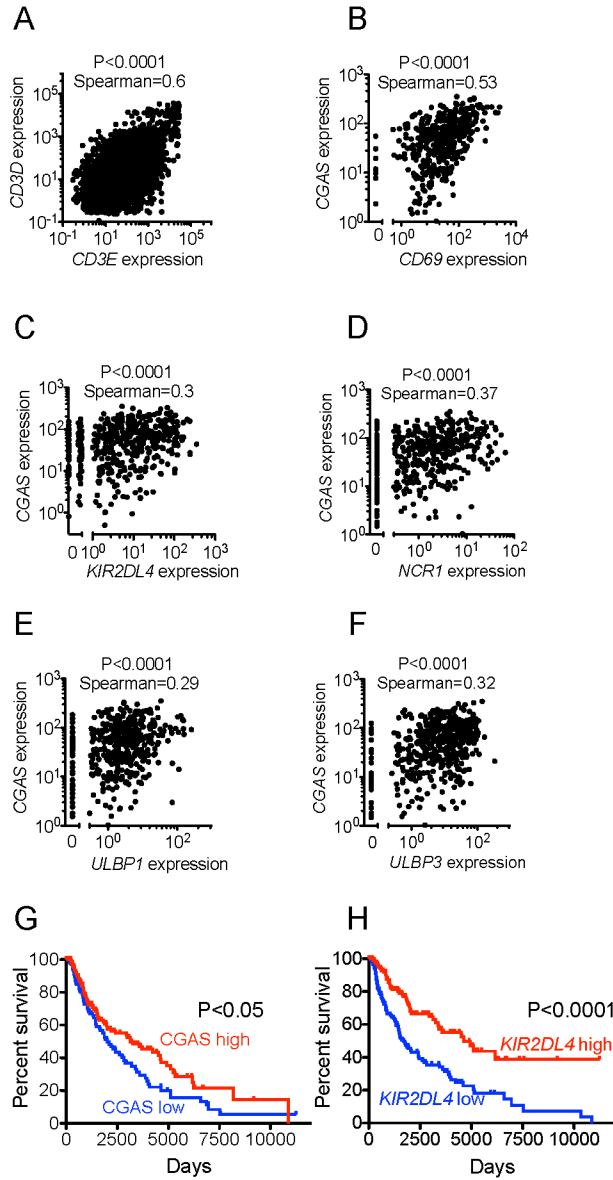 A
P<0.0001
Spearman=0.6
CD3D expression
10^5
10^3
10^1
10^-1
10^-1 10^1 10^3 10^5
CD3E expression
B
P<0.0001
Spearman=0.53
CGAS expression
10^3
10^2
10^1
10^0
0 10^0 10^2 10^4
CD69 expression
C
P<0.0001
Spearman=0.3
CGAS expression
10^3
10^2
10^1
10^0
0 10^0 10^1 10^2 10^3
KIR2DL4 expression
D
P<0.0001
Spearman=0.37
CGAS expression
10^3
10^2
10^1
10^0
0 10^0 10^1 10^2
NCR1 expression
E
P<0.0001
Spearman=0.29
CGAS expression
10^3
10^2
10^1
10^0
0 10^0 10^2
ULBP1 expression
F
P<0.0001
Spearman=0.32
CGAS expression
10^3
10^2
10^1
10^0
0 10^0 10^2
ULBP3 expression
G
Percent survival
100
80
60
40
20
0
P<0.05
CGAS high
CGAS low
0 2500 5000 7500 10000
Days
H
Percent survival
100
80
60
40
20
0
P<0.0001
KIR2DL4 high
KIR2DL4 low
0 2500 5000 7500 10000
Days